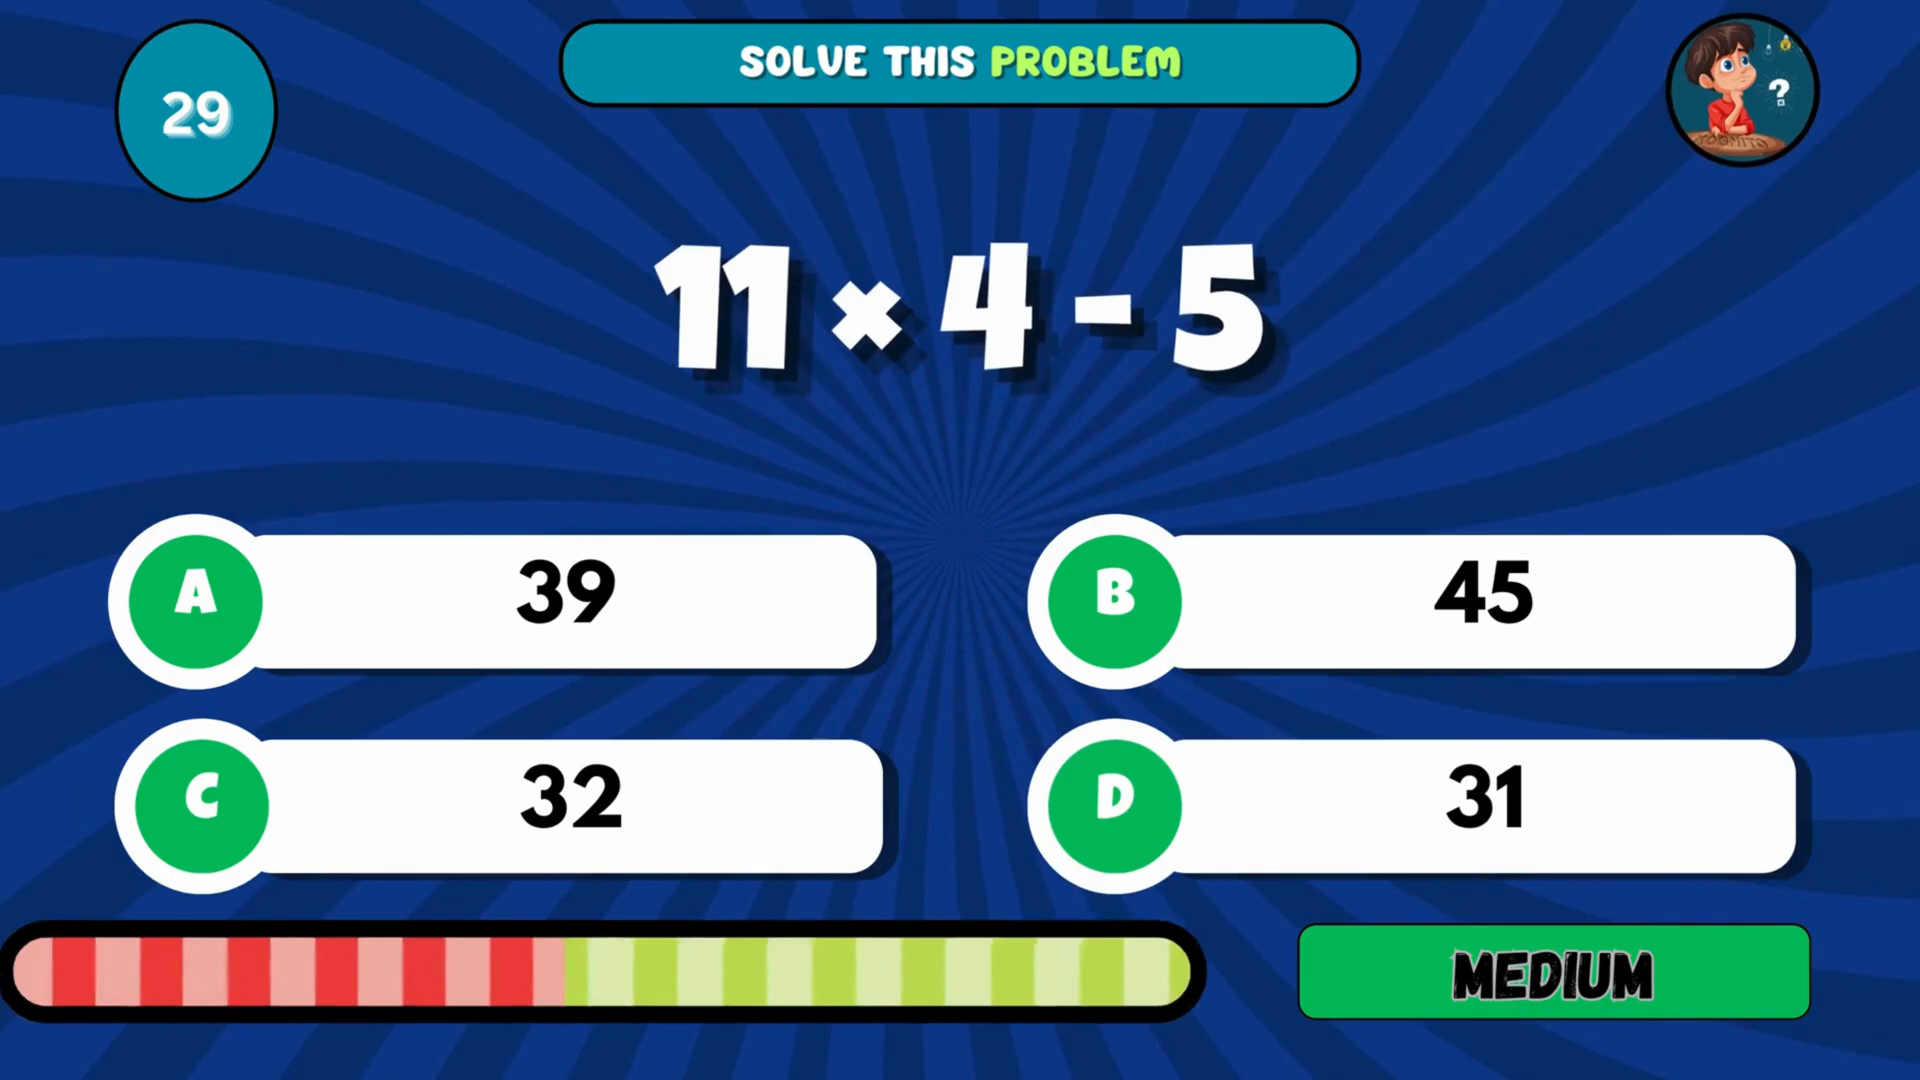 29
SOLVE THIS PROBLEM
?
11 × 4 - 5
A 39
B 45
C 32
D 31
MEDIUM